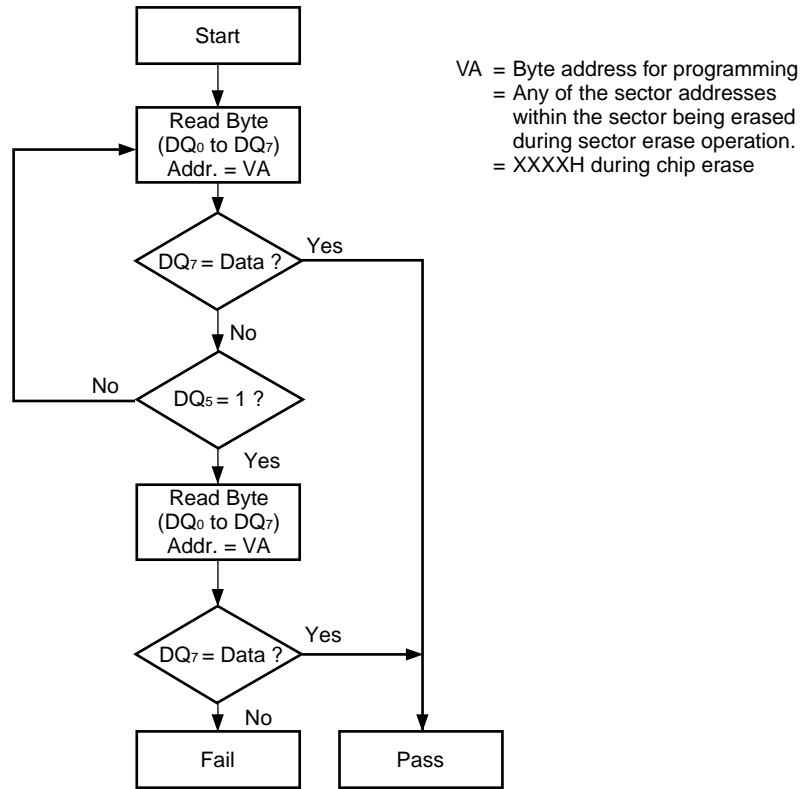 Start
VA = Byte address for programming
= Any of the sector addresses
within the sector being erased
during sector erase operation.
= XXXXH during chip erase
Read Byte
(DQ0 to DQ7)
Addr. = VA
DQ7 = Data ?
Yes
No
DQ5 = 1 ?
No
Yes
Read Byte
(DQ0 to DQ7)
Addr. = VA
DQ7 = Data ?
Yes
No
Fail
Pass